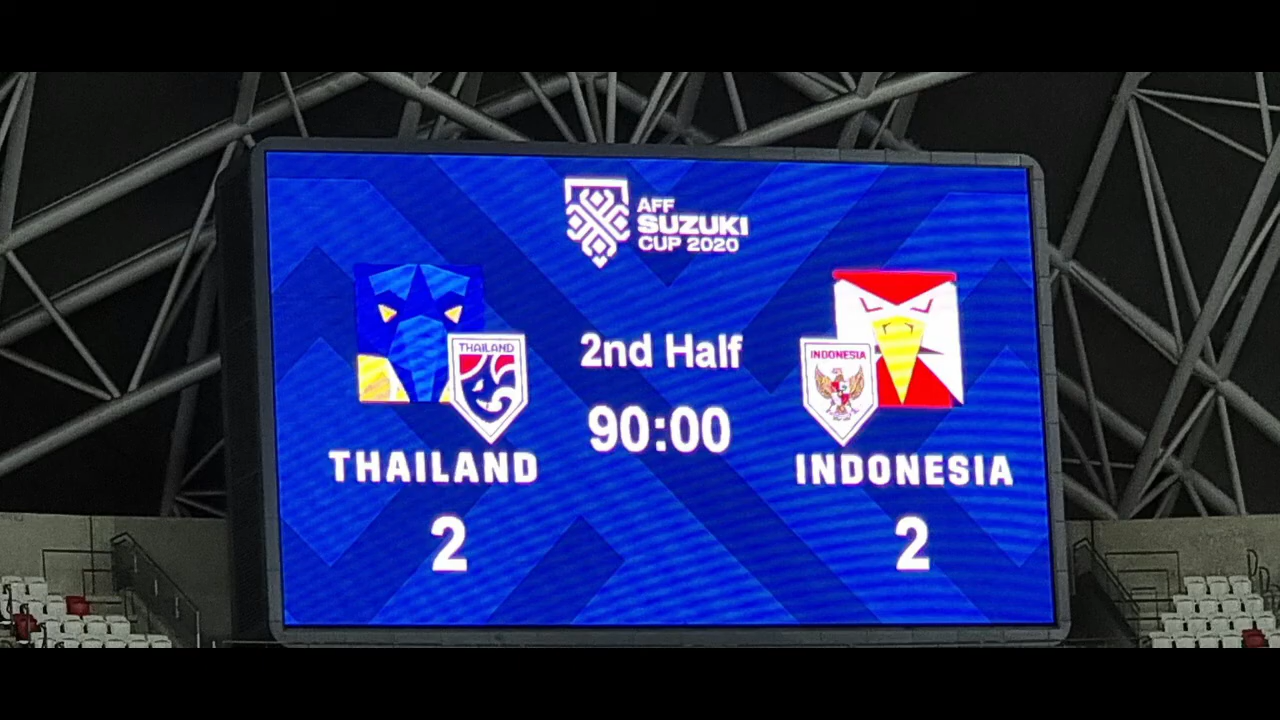 AFF
SUZUKI
CUP 2020
THAILAND
INDONESIA
2nd Half
90:00
THAILAND
INDONESIA
2
2